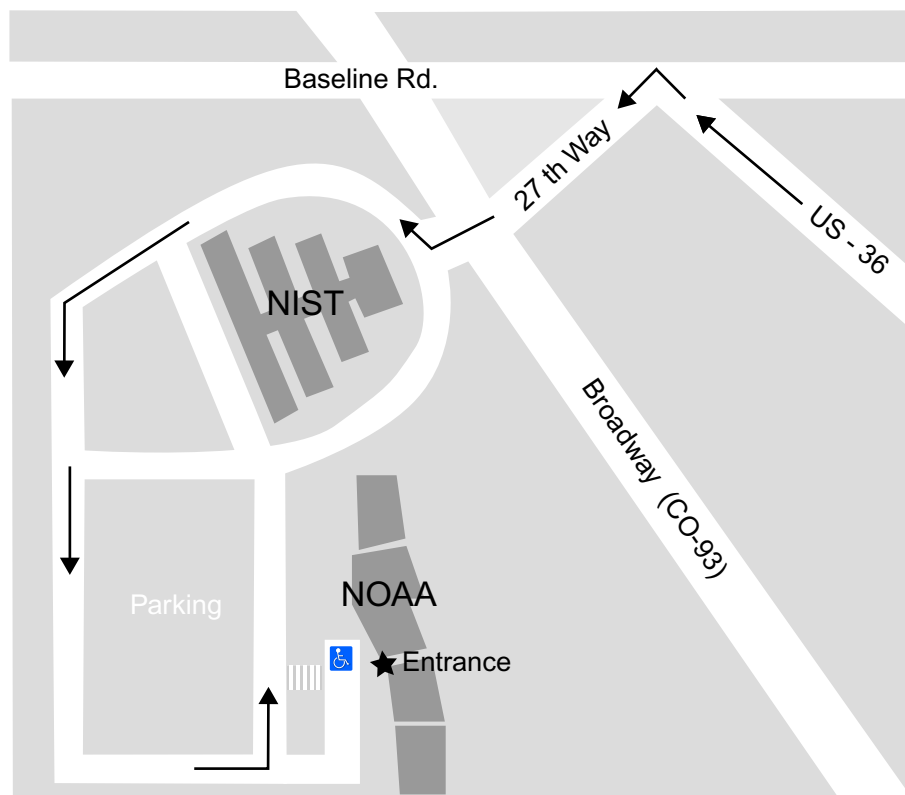 Baseline Rd.
27 th Way
US - 36
NIST
Broadway (CO-93)
NOAA
Parking
Entrance